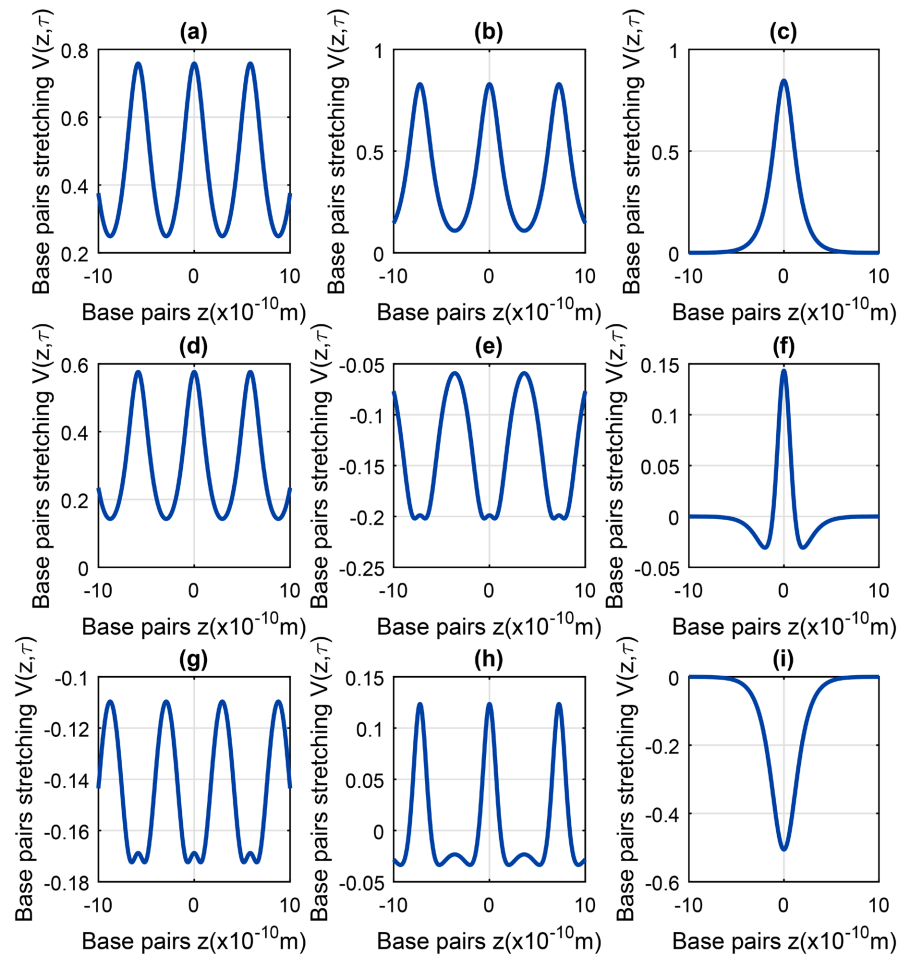 (a)
Base pairs stretching V(z,τ)
0.8
0.6
0.4
0.2
-10 0 10
Base pairs z(x10⁻¹⁰m)
(b)
Base pairs stretching V(z,τ)
1
0.5
0
-10 0 10
Base pairs z(x10⁻¹⁰m)
(c)
Base pairs stretching V(z,τ)
1
0.5
0
-10 0 10
Base pairs z(x10⁻¹⁰m)
(d)
Base pairs stretching V(z,τ)
0.6
0.4
0.2
0
-10 0 10
Base pairs z(x10⁻¹⁰m)
(e)
Base pairs stretching V(z,τ)
-0.05
-0.1
-0.15
-0.2
-0.25
-10 0 10
Base pairs z(x10⁻¹⁰m)
(f)
Base pairs stretching V(z,τ)
0.15
0.1
0.05
0
-0.05
-10 0 10
Base pairs z(x10⁻¹⁰m)
(g)
Base pairs stretching V(z,τ)
-0.1
-0.12
-0.14
-0.16
-0.18
-10 0 10
Base pairs z(x10⁻¹⁰m)
(h)
Base pairs stretching V(z,τ)
0.15
0.1
0.05
0
-0.05
-10 0 10
Base pairs z(x10⁻¹⁰m)
(i)
Base pairs stretching V(z,τ)
0
-0.2
-0.4
-0.6
-10 0 10
Base pairs z(x10⁻¹⁰m)